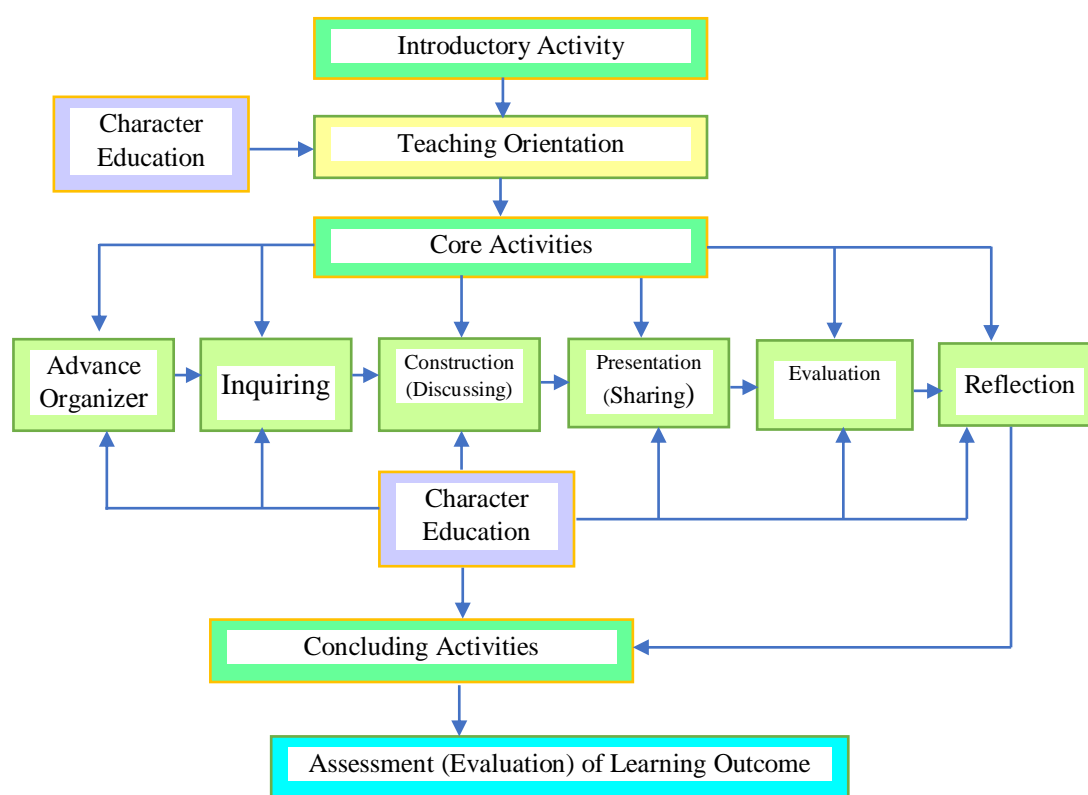 Introductory Activity
Character
Education
Teaching Orientation
Core Activities
Advance
Organizer
Inquiring
Construction
(Discussing)
Presentation
(Sharing)
Evaluation
Reflection
Character
Education
Concluding Activities
Assessment (Evaluation) of Learning Outcome